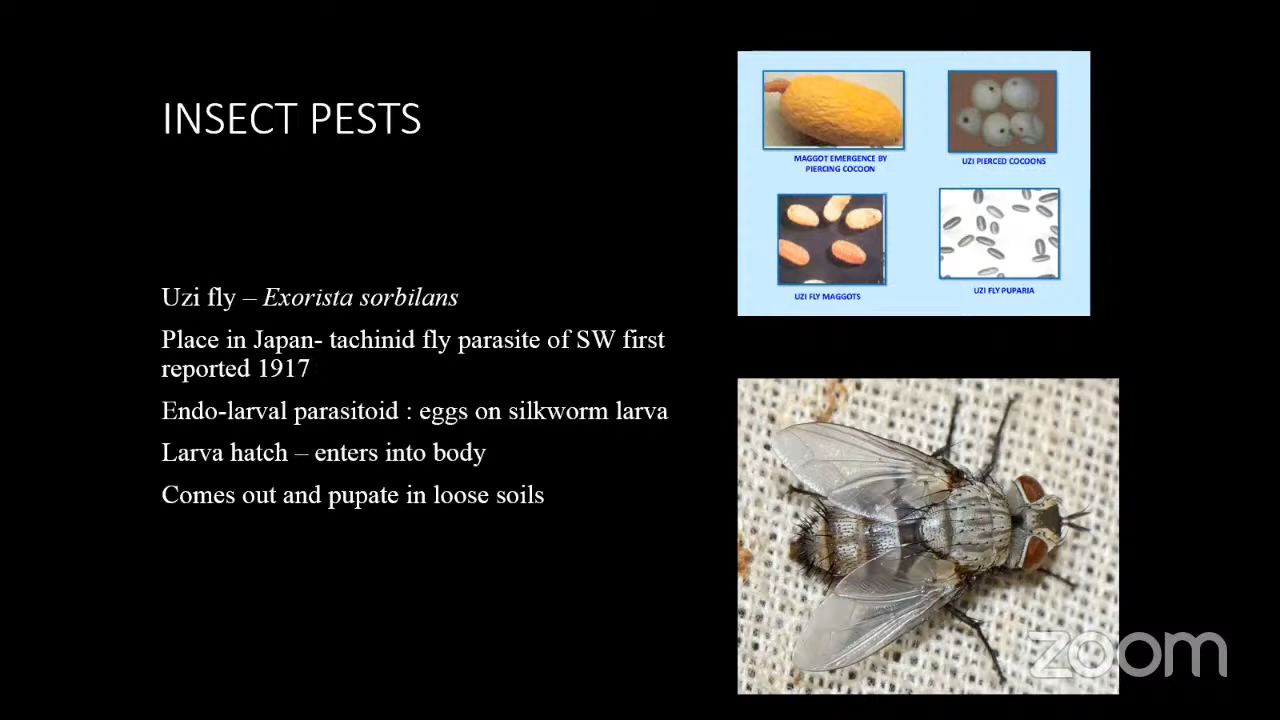 INSECT PESTS
Uzi fly – Exorista sorbilans
Place in Japan- tachinid fly parasite of SW first
reported 1917
Endo-larval parasitoid : eggs on silkworm larva
Larva hatch – enters into body
Comes out and pupate in loose soils
MAGGOT EMERGENCE BY
PIERCING COCOON
UZI PIERCED COCOONS
UZI FLY MAGGOTS
UZI FLY PUPARIA
zoom